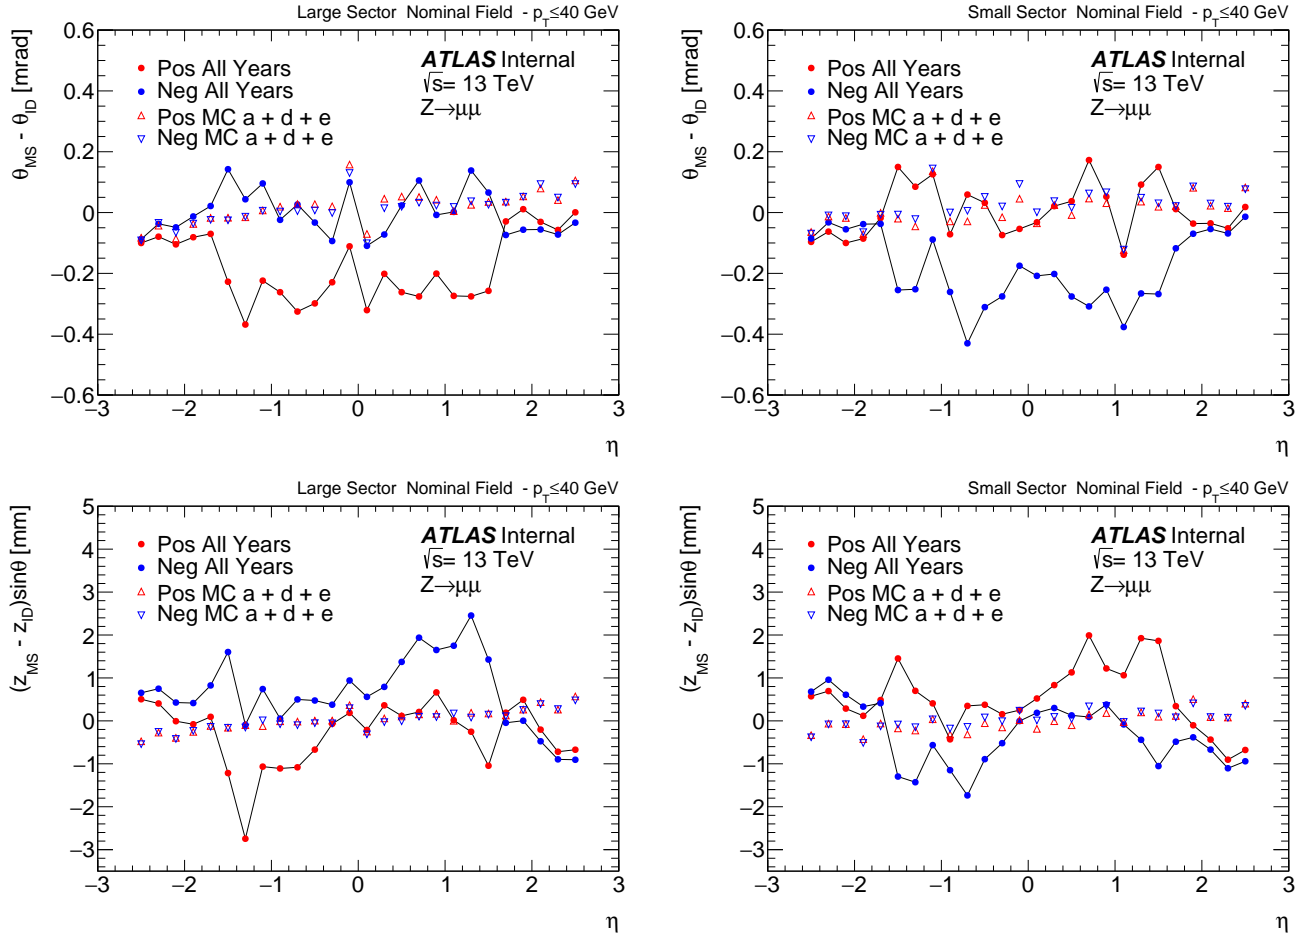 Large Sector  Nominal Field  - p_T≤40 GeV
θ_MS - θ_ID [mrad]
0.6
0.4
0.2
0
−0.2
−0.4
−0.6
Pos All Years
Neg All Years
Pos MC a + d + e
Neg MC a + d + e
ATLAS Internal
√s= 13 TeV
Z→μμ
−3 −2 −1 0 1 2 3
η
Small Sector  Nominal Field  - p_T≤40 GeV
θ_MS - θ_ID [mrad]
0.6
0.4
0.2
0
−0.2
−0.4
−0.6
Pos All Years
Neg All Years
Pos MC a + d + e
Neg MC a + d + e
ATLAS Internal
√s= 13 TeV
Z→μμ
−3 −2 −1 0 1 2 3
η
Large Sector  Nominal Field  - p_T≤40 GeV
(z_MS - z_ID)sinθ [mm]
5
4
3
2
1
0
−1
−2
−3
Pos All Years
Neg All Years
Pos MC a + d + e
Neg MC a + d + e
ATLAS Internal
√s= 13 TeV
Z→μμ
−3 −2 −1 0 1 2 3
η
Small Sector  Nominal Field  - p_T≤40 GeV
(z_MS - z_ID)sinθ [mm]
5
4
3
2
1
0
−1
−2
−3
Pos All Years
Neg All Years
Pos MC a + d + e
Neg MC a + d + e
ATLAS Internal
√s= 13 TeV
Z→μμ
−3 −2 −1 0 1 2 3
η